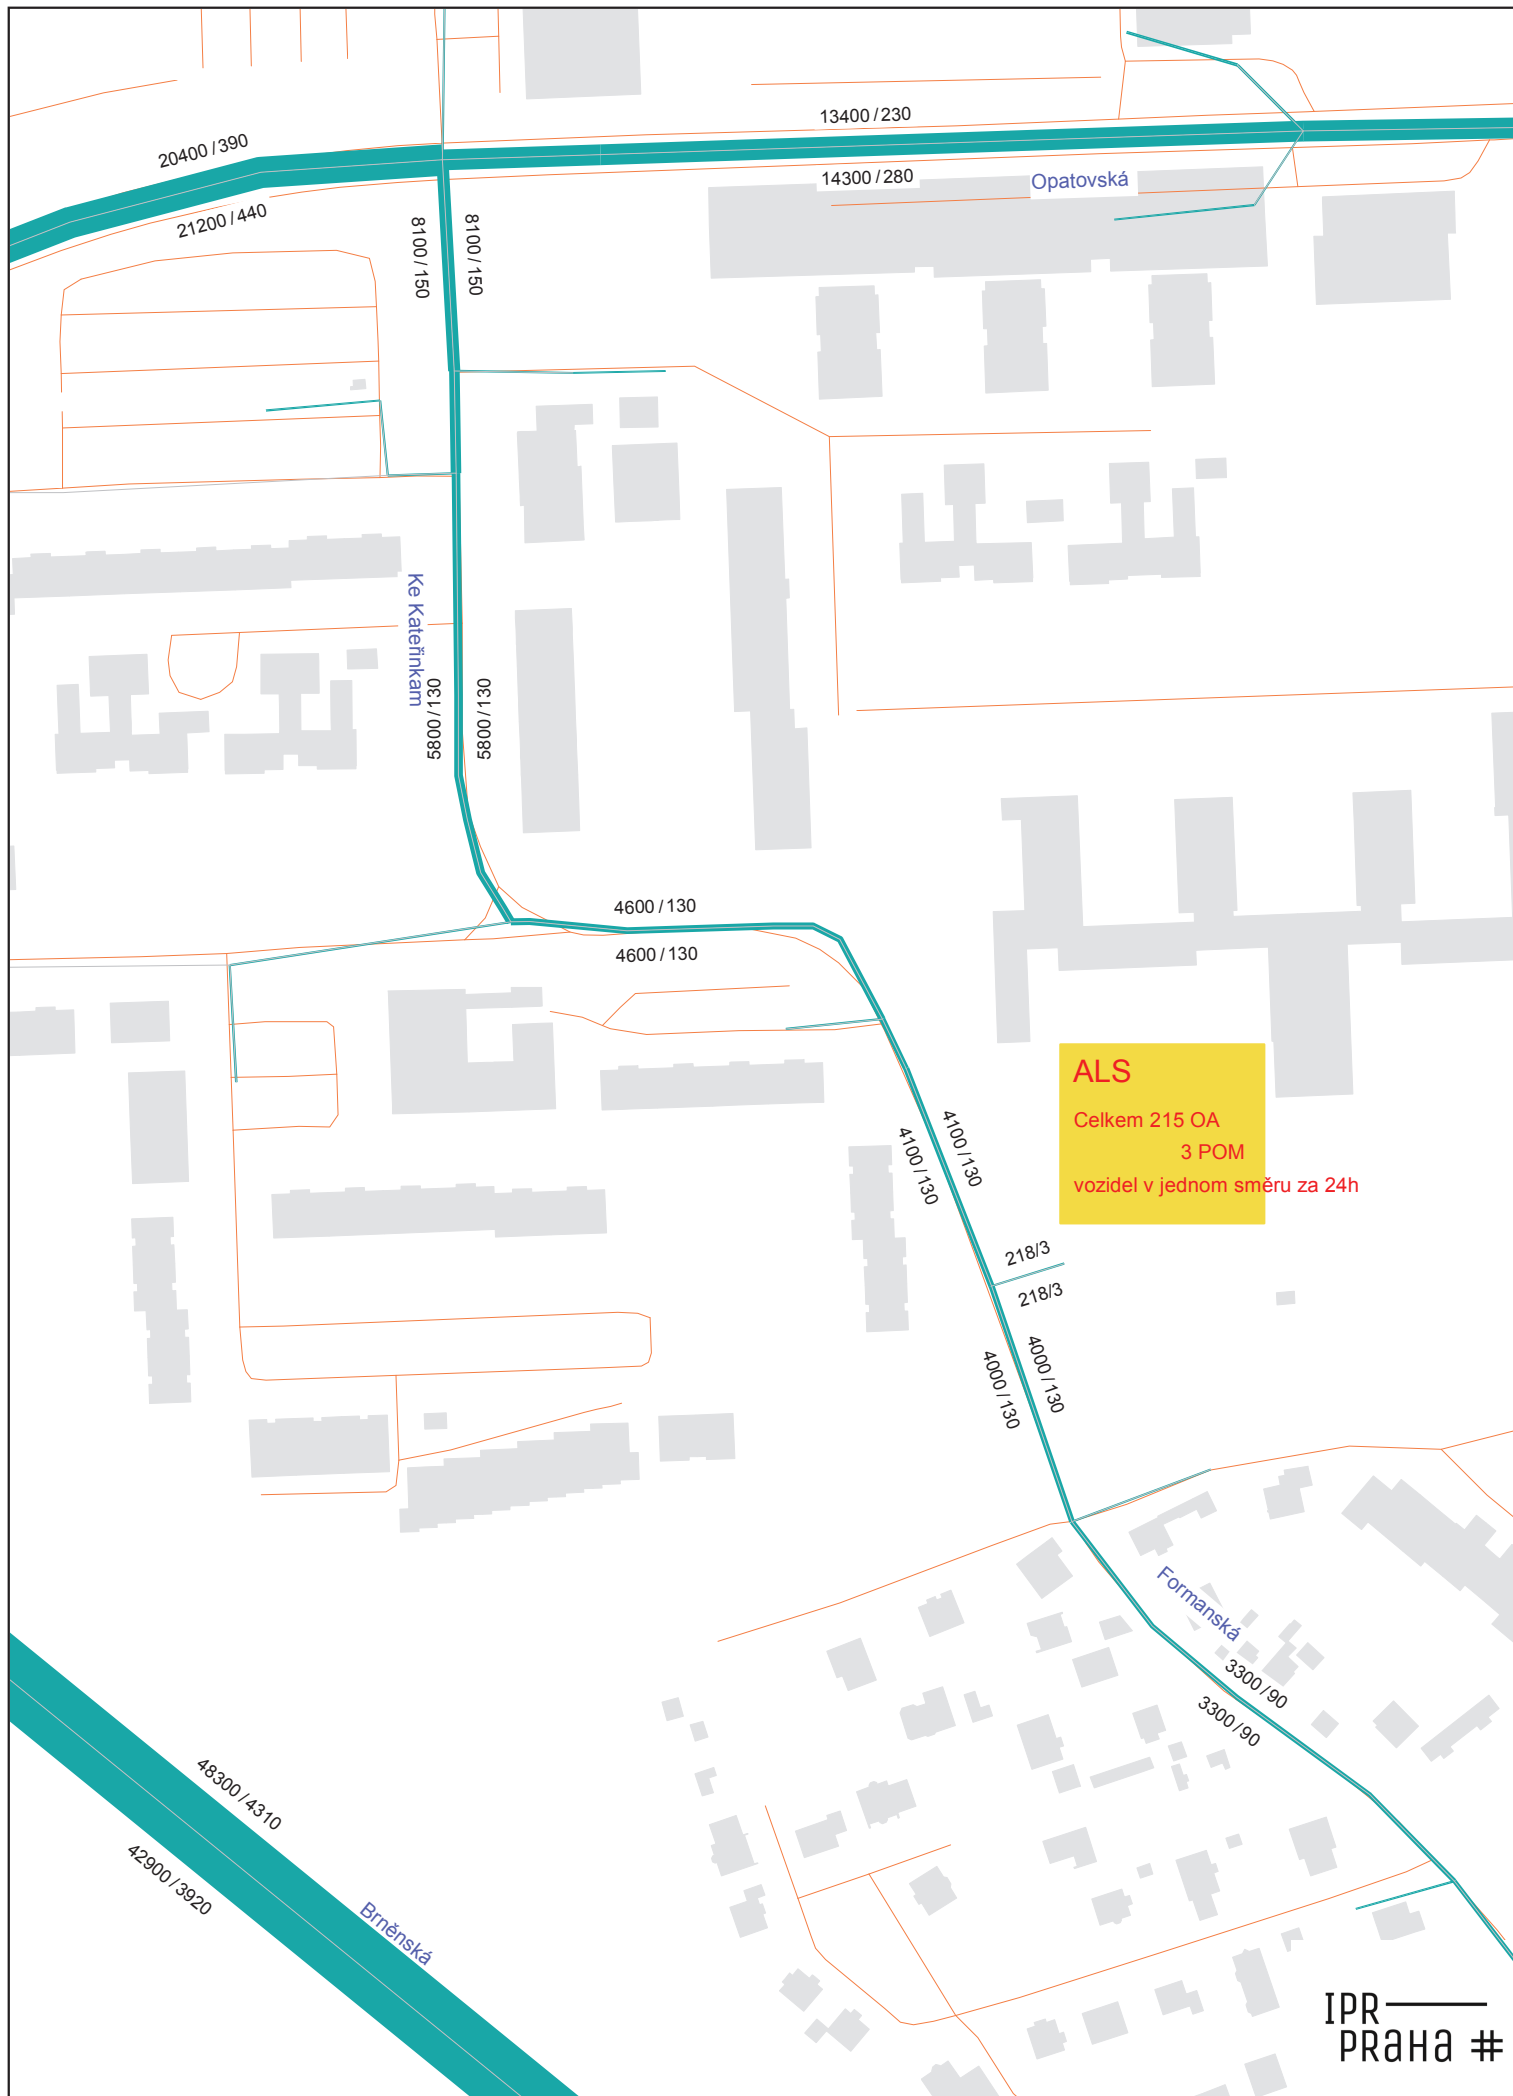 13400/230
20400/390
14300/280
Opatovská
21200/440
8100/150
8100/150
Ke Kateřinkam
5800/130
5800/130
4600/130
4600/130
ALS
Celkem 215 OA
3 POM
vozidel v jednom směru za 24h
4100/130
4100/130
218/3
218/3
4000/130
4000/130
Formanská
3300/90
3300/90
48300/4310
42900/3920
Brněnská
IPR
PRAHA #